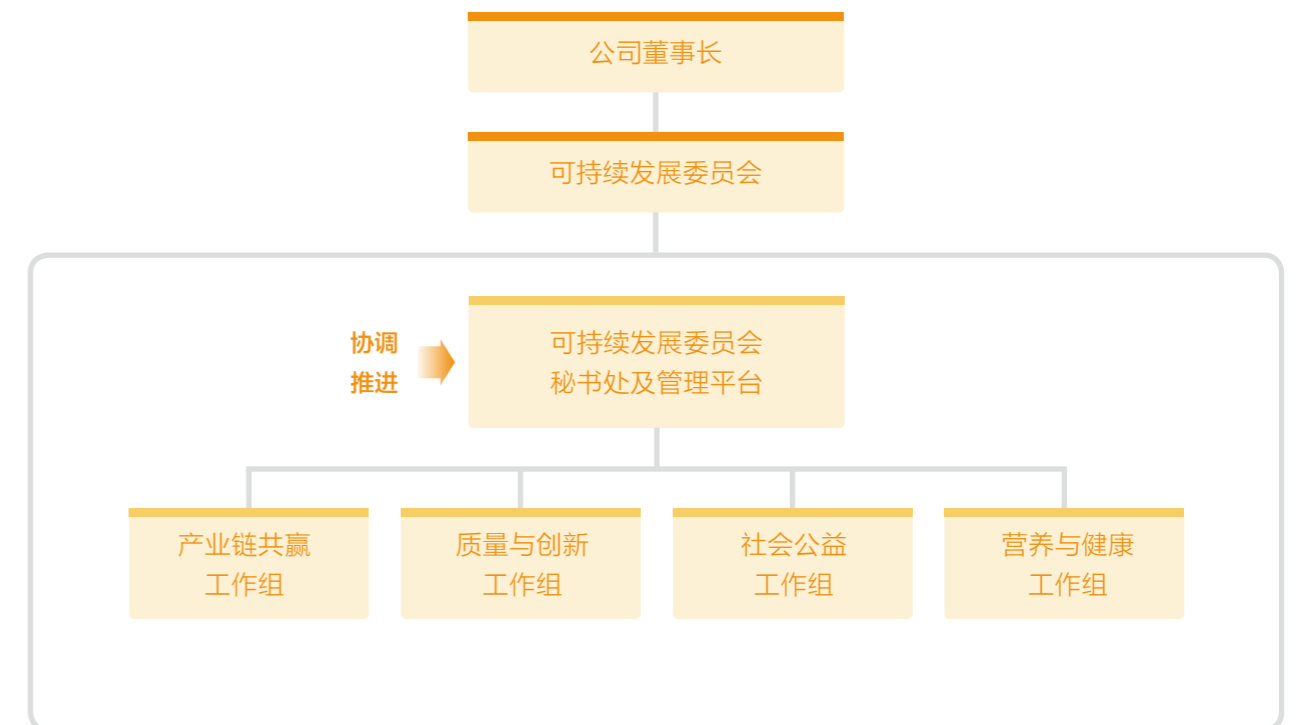 公司董事长
可持续发展委员会
协调
推进
可持续发展委员会
秘书处及管理平台
产业链共赢
工作组
质量与创新
工作组
社会公益
工作组
营养与健康
工作组